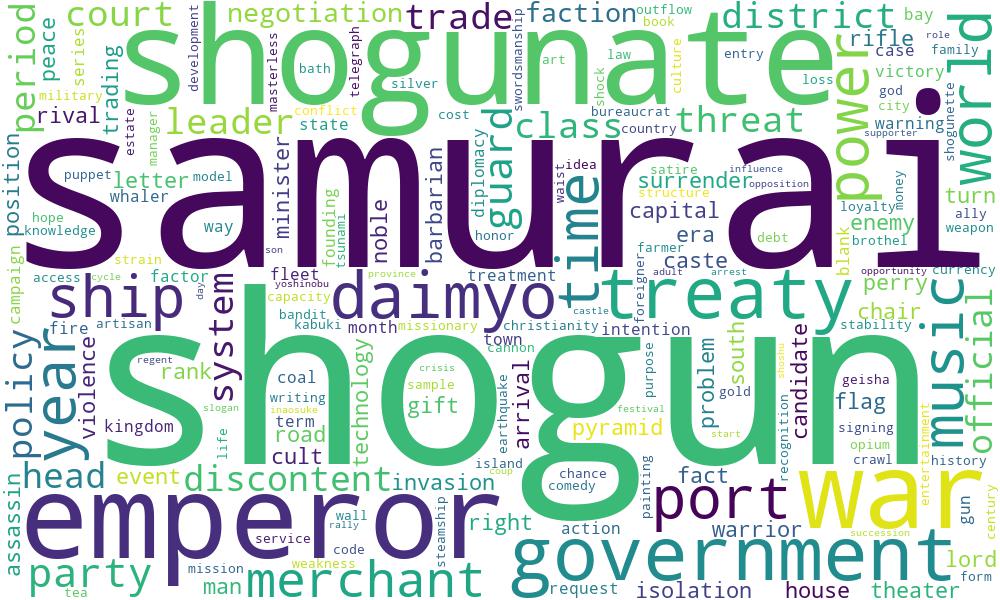 court
negotiation
trade
faction
outflow
book
district
bay
role
period
peace
series
trading
development
shogunate
masterless
telegraph
bath
silver
art
swordsmanship
law
shock
culture
entry
loss
rifle
case
family
victory
god
city
world
military
rival
estate
manager
leader
conflict
state
cost
class
bureaucrat
country
threat
power
warning
supporter
shogunette
position
samurai
puppet
letter
model
whaler
minister
way
hope
knowledge
founding
tsunami
noble
barbarian
diplomacy
honor
guard
waist
idea
time
satire
influence
surrender
opposition
structure
capital
era
caste
farmer
debt
foreigner
loyalty
money
enemy
brothel
blank
turn
ally
weapon
strain
son
access
cycle
factor
day
fleet
yoshinobu
province
treatment
adult
arrest
opportunity
currency
campaign
ship
artisan
fire
system
capacity
bandit
kabuki
daimyo
month
missionary
christianity
castle
intention
treaty
perry
chair
stability
policy
year
violence
regent
rank
slogan
kingdom
shogun
town
cannon
coal
writing
term
road
cult
life
inaosuke
technology
crisis
sample
gift
earthquake
arrival
island
pyramid
festival
purpose
problem
south
gold
start
shoshu
candidate
recognition
geisha
flag
signing
opium
crawl
entertainment
music
official
history
head
event
discontent
invasion
coup
chance
comedy
painting
fact
port
war
gun
century
assassin
emperor
wall
rally
service
code
weakness
steamship
right
action
warrior
succession
government
lord
form
party
tea
mission
man
merchant
request
isolation
house
theater